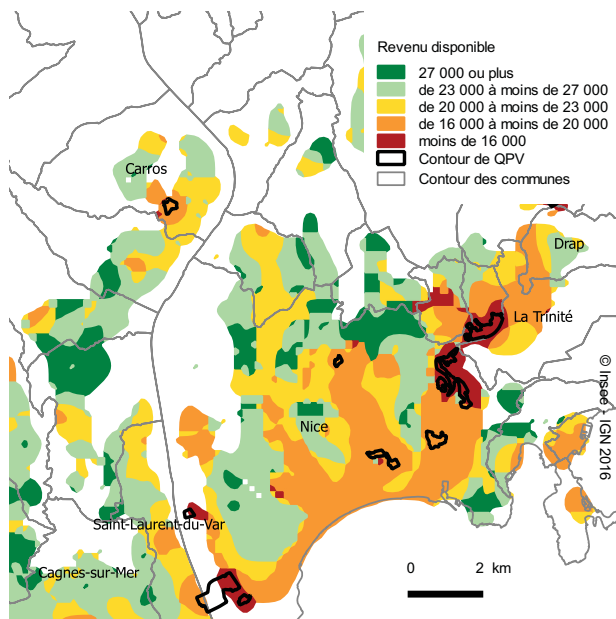 Revenu disponible
27 000 ou plus
de 23 000 à moins de 27 000
de 20 000 à moins de 23 000
de 16 000 à moins de 20 000
moins de 16 000
Contour de QPV
Contour des communes
Carros
Drap
La Trinité
Nice
Saint-Laurent-du-Var
Cagnes-sur-Mer
0 2 km
© Insee IGN 2016